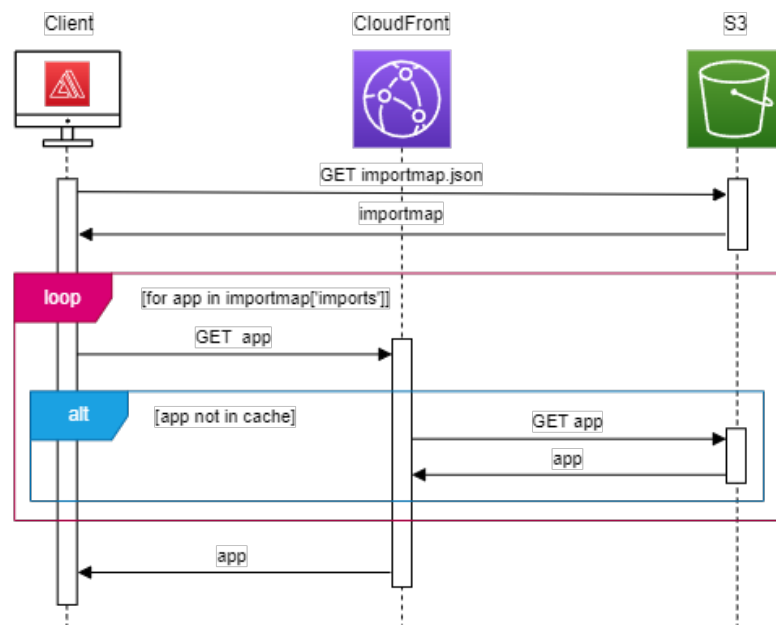 Client
CloudFront
S3
GET importmap.json
importmap
loop
[for app in importmap['imports']]
GET app
alt
[app not in cache]
GET app
app
app